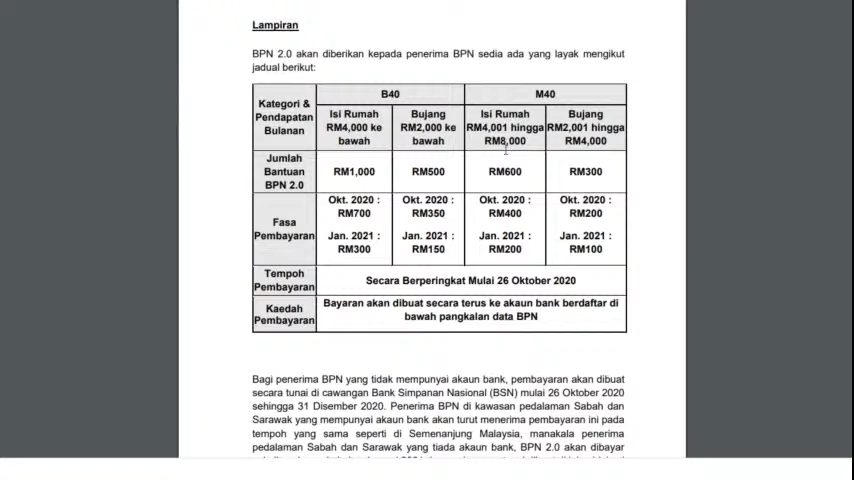 Lampiran
BPN 2.0 akan diberikan kepada penerima BPN sedia ada yang layak mengikut
jadual berikut:
Kategori &
Pendapatan
Bulanan
B40
M40
Isi Rumah
RM4,000 ke
bawah
Bujang
RM2,000 ke
bawah
Isi Rumah
RM4,001 hingga
RM8,000
Bujang
RM2,001 hingga
RM4,000
Jumlah
Bantuan
BPN 2.0
RM1,000
RM500
RM600
RM300
Fasa
Pembayaran
Okt. 2020 :
RM700
Jan. 2021 :
RM300
Okt. 2020 :
RM350
Jan. 2021 :
RM150
Okt. 2020 :
RM400
Jan. 2021 :
RM200
Okt. 2020 :
RM200
Jan. 2021 :
RM100
Tempoh
Pembayaran
Secara Berperingkat Mulai 26 Oktober 2020
Kaedah
Pembayaran
Bayaran akan dibuat secara terus ke akaun bank berdaftar di
bawah pangkalan data BPN
Bagi penerima BPN yang tidak mempunyai akaun bank, pembayaran akan dibuat
secara tunai di cawangan Bank Simpanan Nasional (BSN) mulai 26 Oktober 2020
sehingga 31 Disember 2020. Penerima BPN di kawasan pedalaman Sabah dan
Sarawak yang mempunyai akaun bank akan turut menerima pembayaran ini pada
tempoh yang sama seperti di Semenanjung Malaysia, manakala penerima
pedalaman Sabah dan Sarawak yang tiada akaun bank, BPN 2.0 akan dibayar